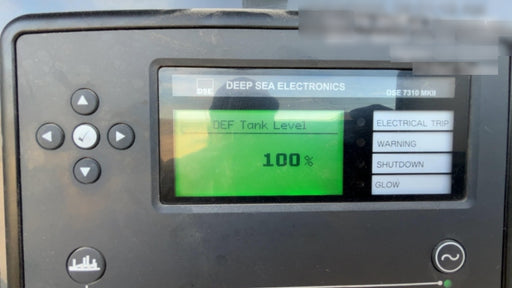 DSE
DEEP SEA ELECTRONICS
DSE 7310 MKII
DEF Tank Level
100%
ELECTRICAL TRIP
WARNING
SHUTDOWN
GLOW